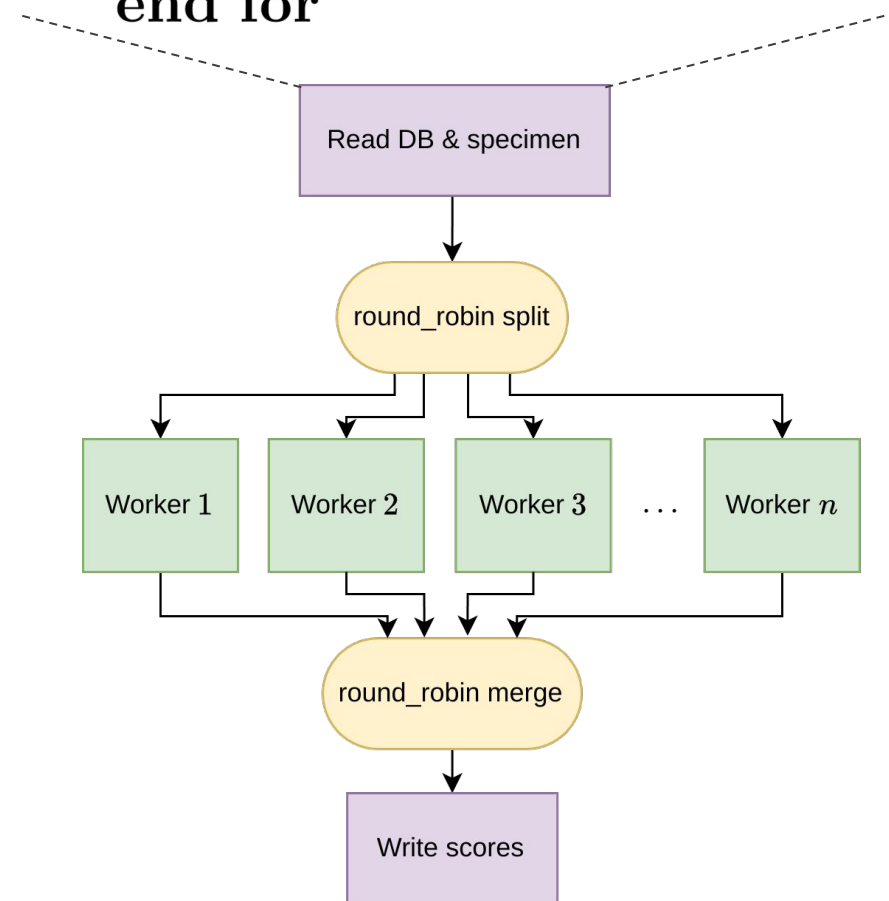 end for
Read DB & specimen
round_robin split
Worker 1 Worker 2 Worker 3 ... Worker n
round_robin merge
Write scores